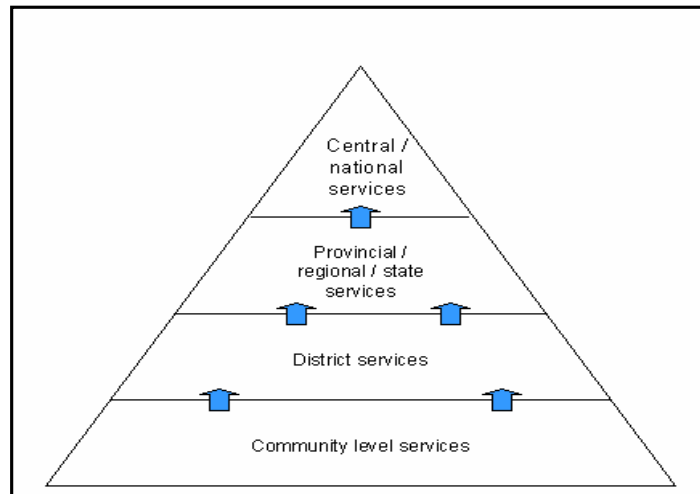 Central /
national
services
Provincial /
regional / state
services
District services
Community level services